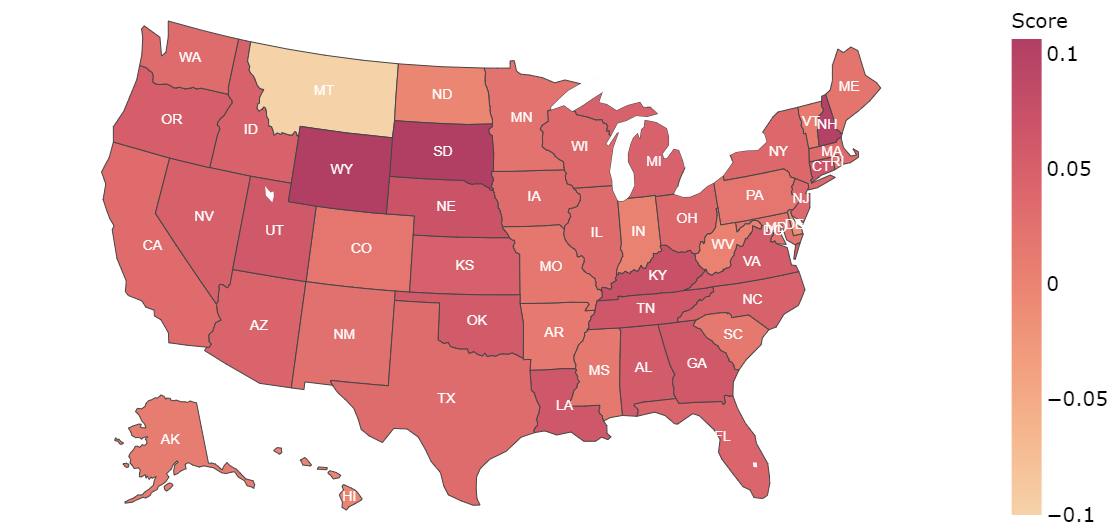 Score
0.1
0.05
0
−0.05
−0.1
WA
MT
ND
MN
ME
OR
ID
WY
SD
WI
MI
NY
VT
NH
MA
CT
RI
NV
UT
CO
NE
IA
IL
IN
OH
PA
NJ
CA
KS
MO
KY
WV
VA
MD
DC
DE
AZ
NM
OK
AR
TN
NC
SC
TX
LA
MS
AL
GA
FL
AK
HI